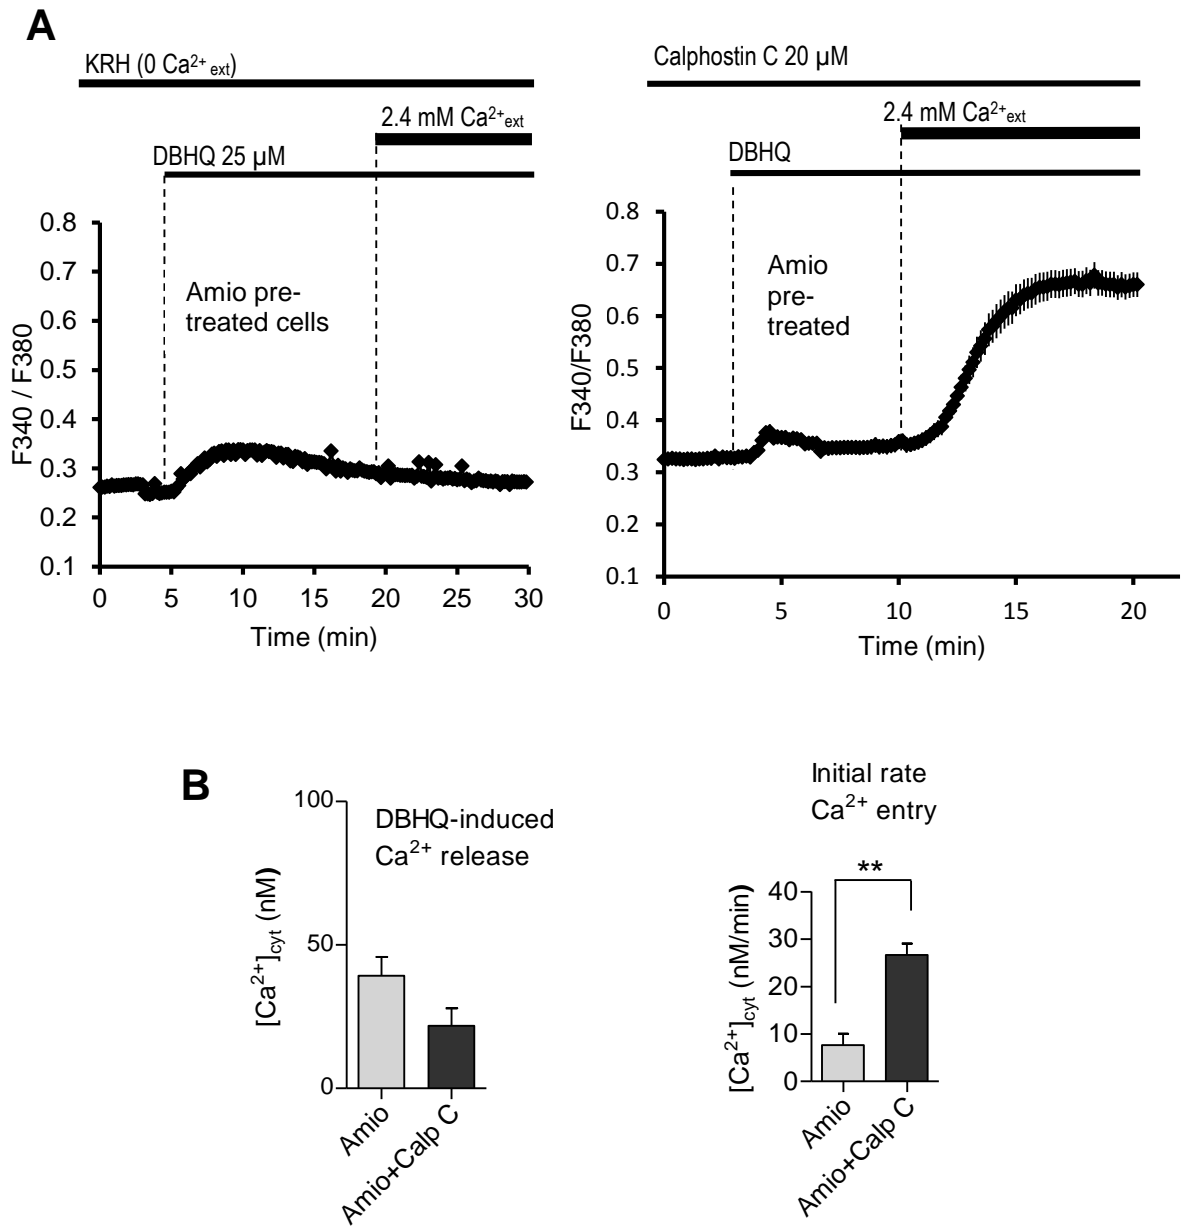 A
KRH (0 Ca2+ ext)
2.4 mM Ca2+ext
DBHQ 25 µM
0.8
0.7
0.6
0.5
0.4
0.3
0.2
0.1
F340 / F380
Amio pre-
treated cells
0 5 10 15 20 25 30
Time (min)
Calphostin C 20 µM
2.4 mM Ca2+ext
DBHQ
0.8
0.7
0.6
0.5
0.4
0.3
0.2
0.1
F340/F380
Amio
pre-
treated
0 5 10 15 20
Time (min)
B
100
50
0
[Ca2+]cyt (nM)
DBHQ-induced
Ca2+ release
Amio
Amio+Calp C
Initial rate
Ca2+ entry
**
40
30
20
10
0
[Ca2+]cyt (nM/min)
Amio
Amio+Calp C